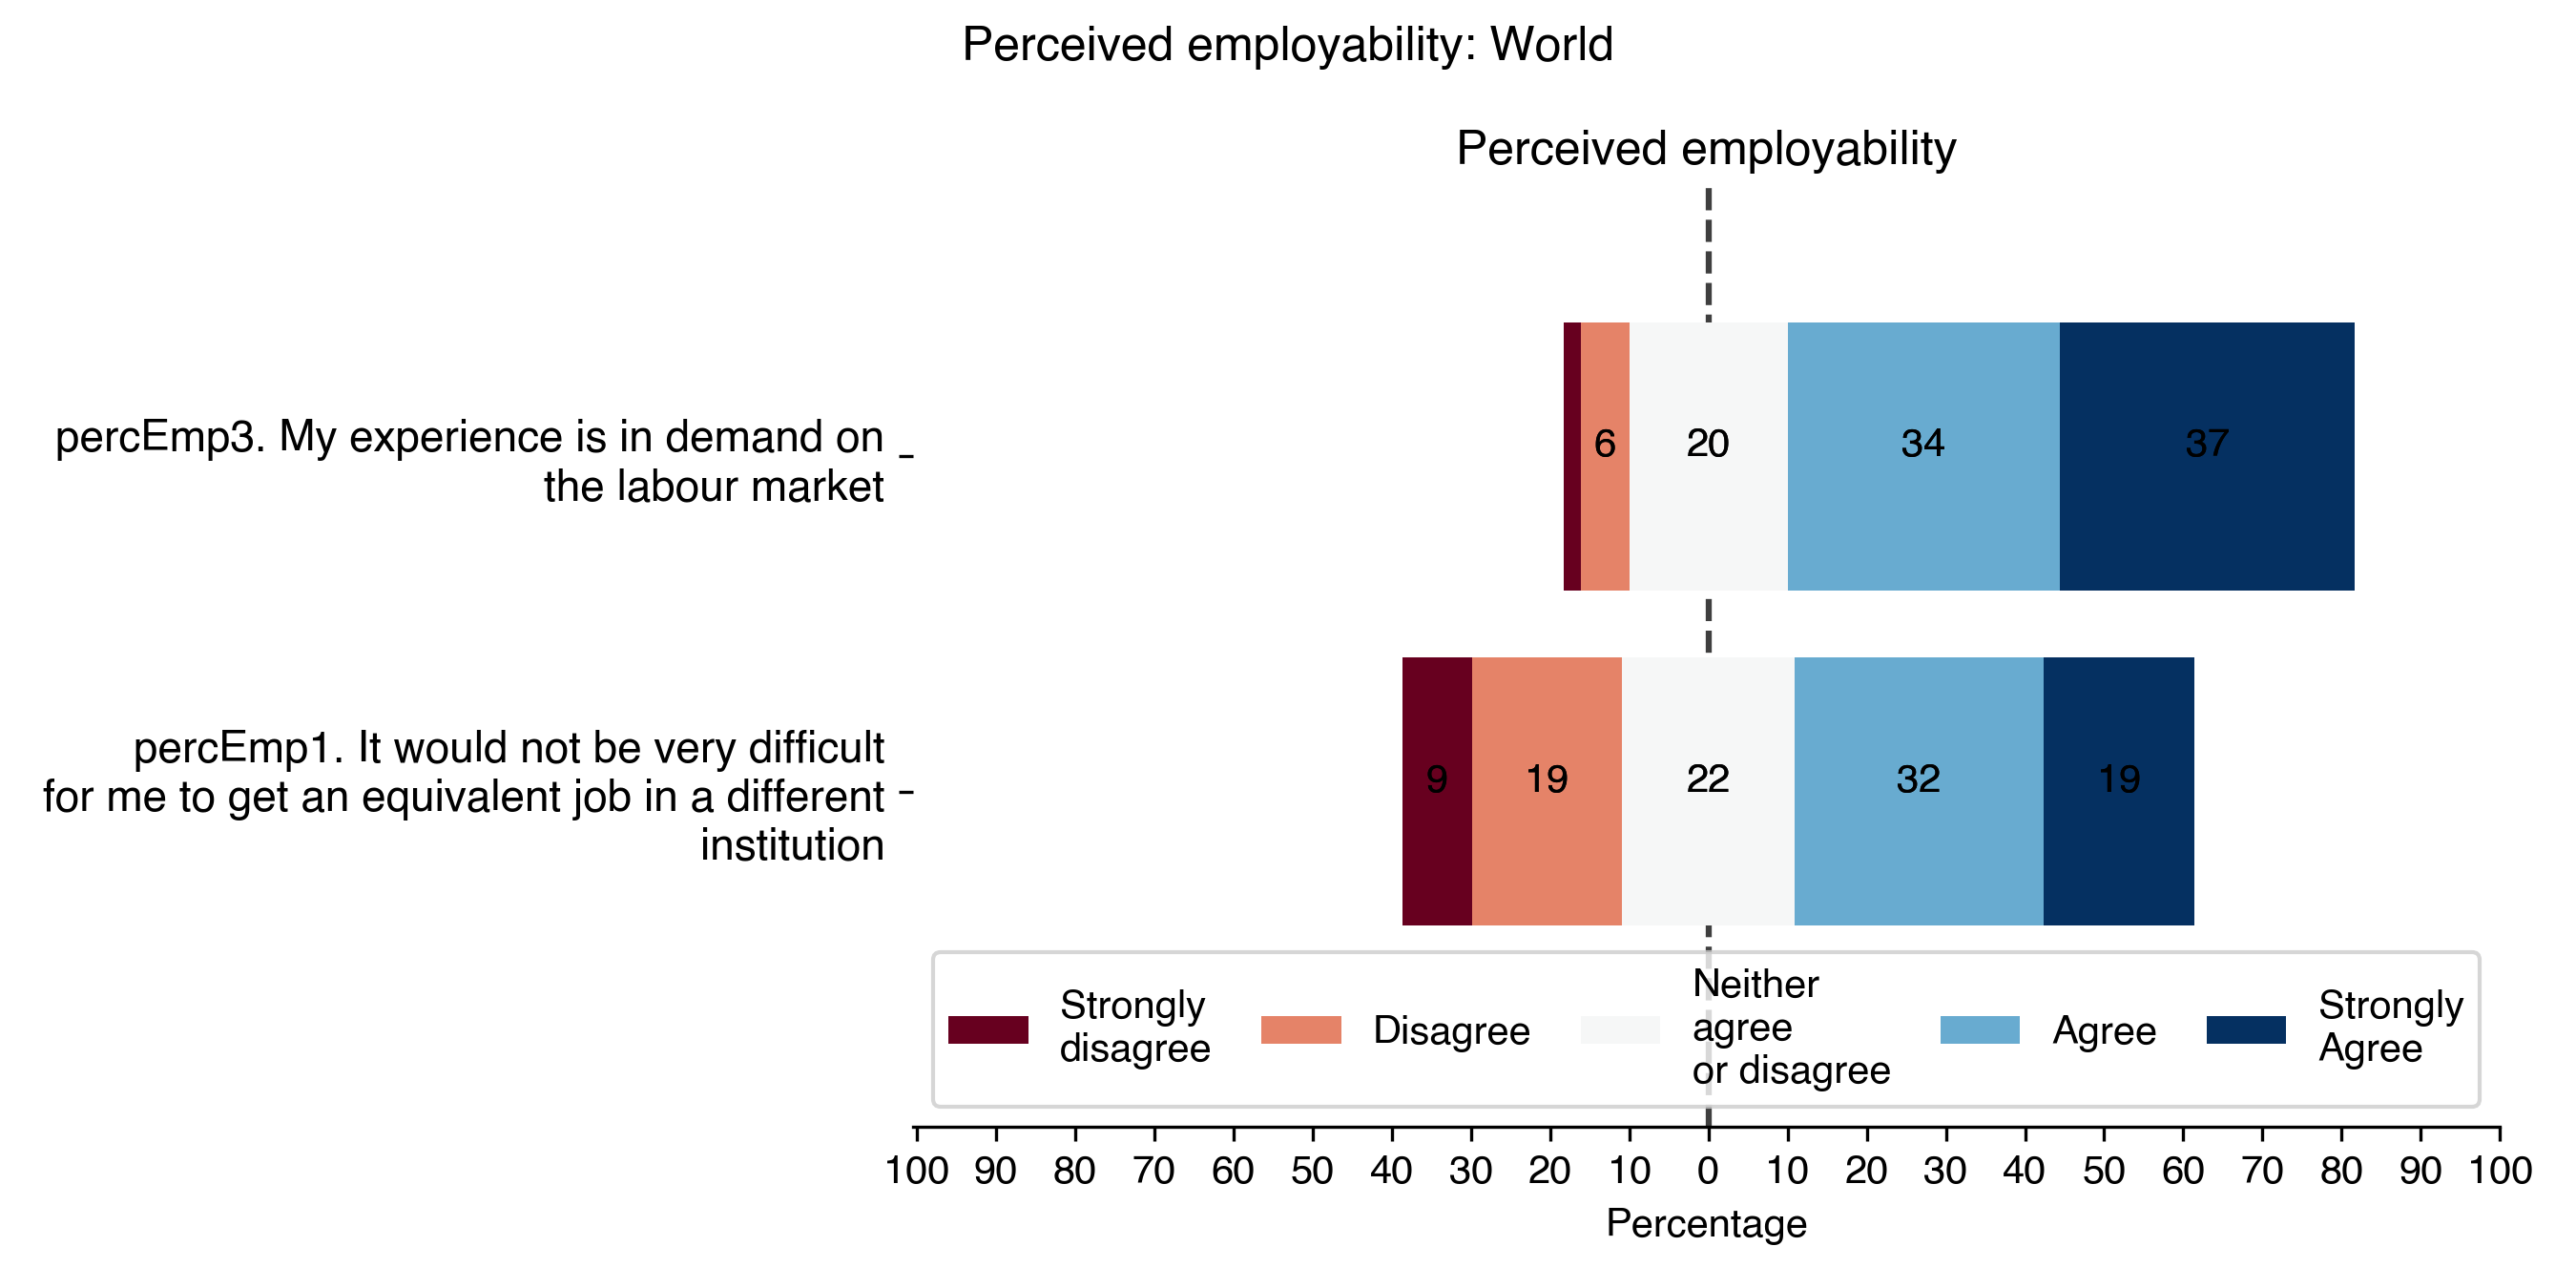 Perceived employability: World
Perceived employability
percEmp3. My experience is in demand on
the labour market
6 20 34 37
percEmp1. It would not be very difficult
for me to get an equivalent job in a different
institution
9 19 22 32 19
Strongly
disagree
Disagree
Neither
agree
or disagree
Agree
Strongly
Agree
100 90 80 70 60 50 40 30 20 10 0 10 20 30 40 50 60 70 80 90 100
Percentage